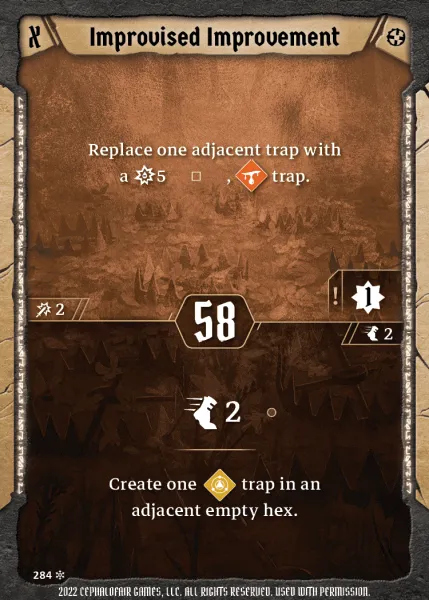 Improvised Improvement
Replace one adjacent trap with
a 5 , trap.
! 1
2
58
2
2
Create one trap in an
adjacent empty hex.
284
2022 CEPHALOFAIR GAMES, LLC. ALL RIGHTS RESERVED. USED WITH PERMISSION.